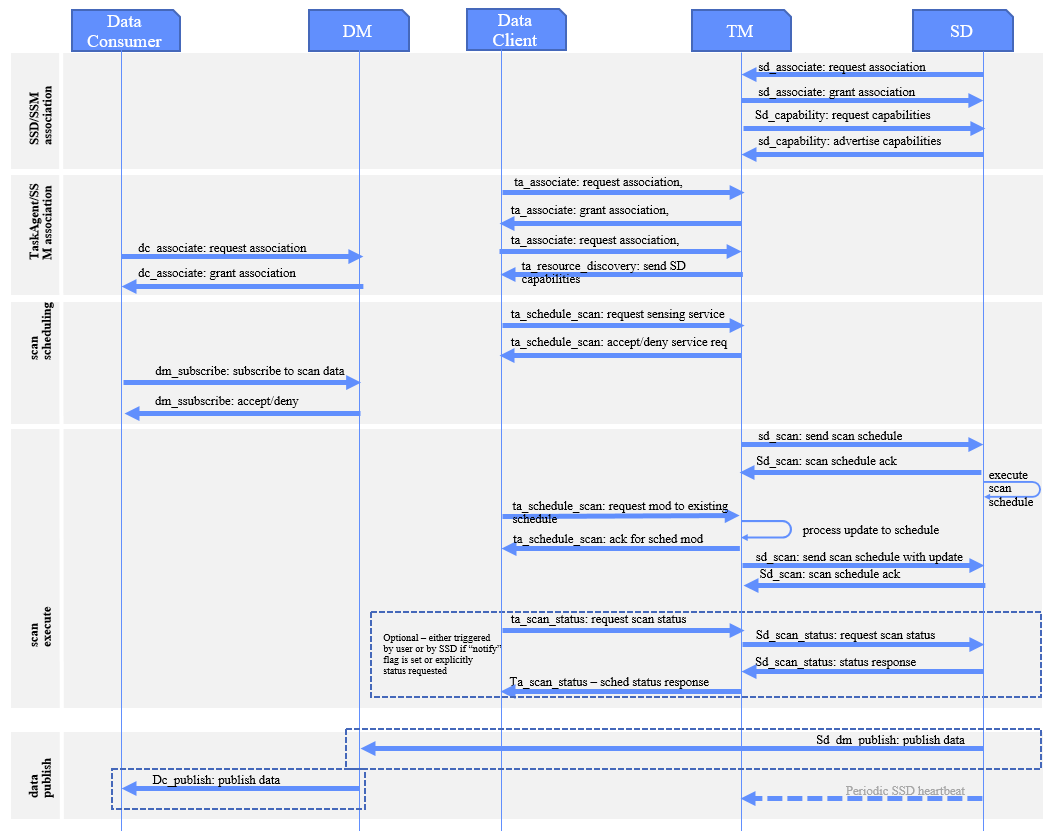 Data
Consumer
DM
Data
Client
TM
SD
SSD/SSM
association
sd_associate: request association
sd_associate: grant association
Sd_capability: request capabilities
sd_capability: advertise capabilities
TaskAgent/SS
M association
ta_associate: request association,
ta_associate: grant association,
ta_associate: request association,
dc_associate: request association
ta_resource_discovery: send SD
capabilities
dc_associate: grant association
scan
scheduling
ta_schedule_scan: request sensing service
ta_schedule_scan: accept/deny service req
dm_subscribe: subscribe to scan data
dm_ssubscribe: accept/deny
scan
execute
sd_scan: send scan schedule
Sd_scan: scan schedule ack
execute
scan
schedule
ta_schedule_scan: request mod to existing
schedule
process update to schedule
ta_schedule_scan: ack for sched mod
sd_scan: send scan schedule with update
Sd_scan: scan schedule ack
ta_scan_status: request scan status
Optional – either triggered
by user or by SSD if “notify”
flag is set or explicitly
status requested
Sd_scan_status: request scan status
Sd_scan_status: status response
Ta_scan_status – sched status response
data
publish
Sd_dm_publish: publish data
Dc_publish: publish data
Periodic SSD heartbeat